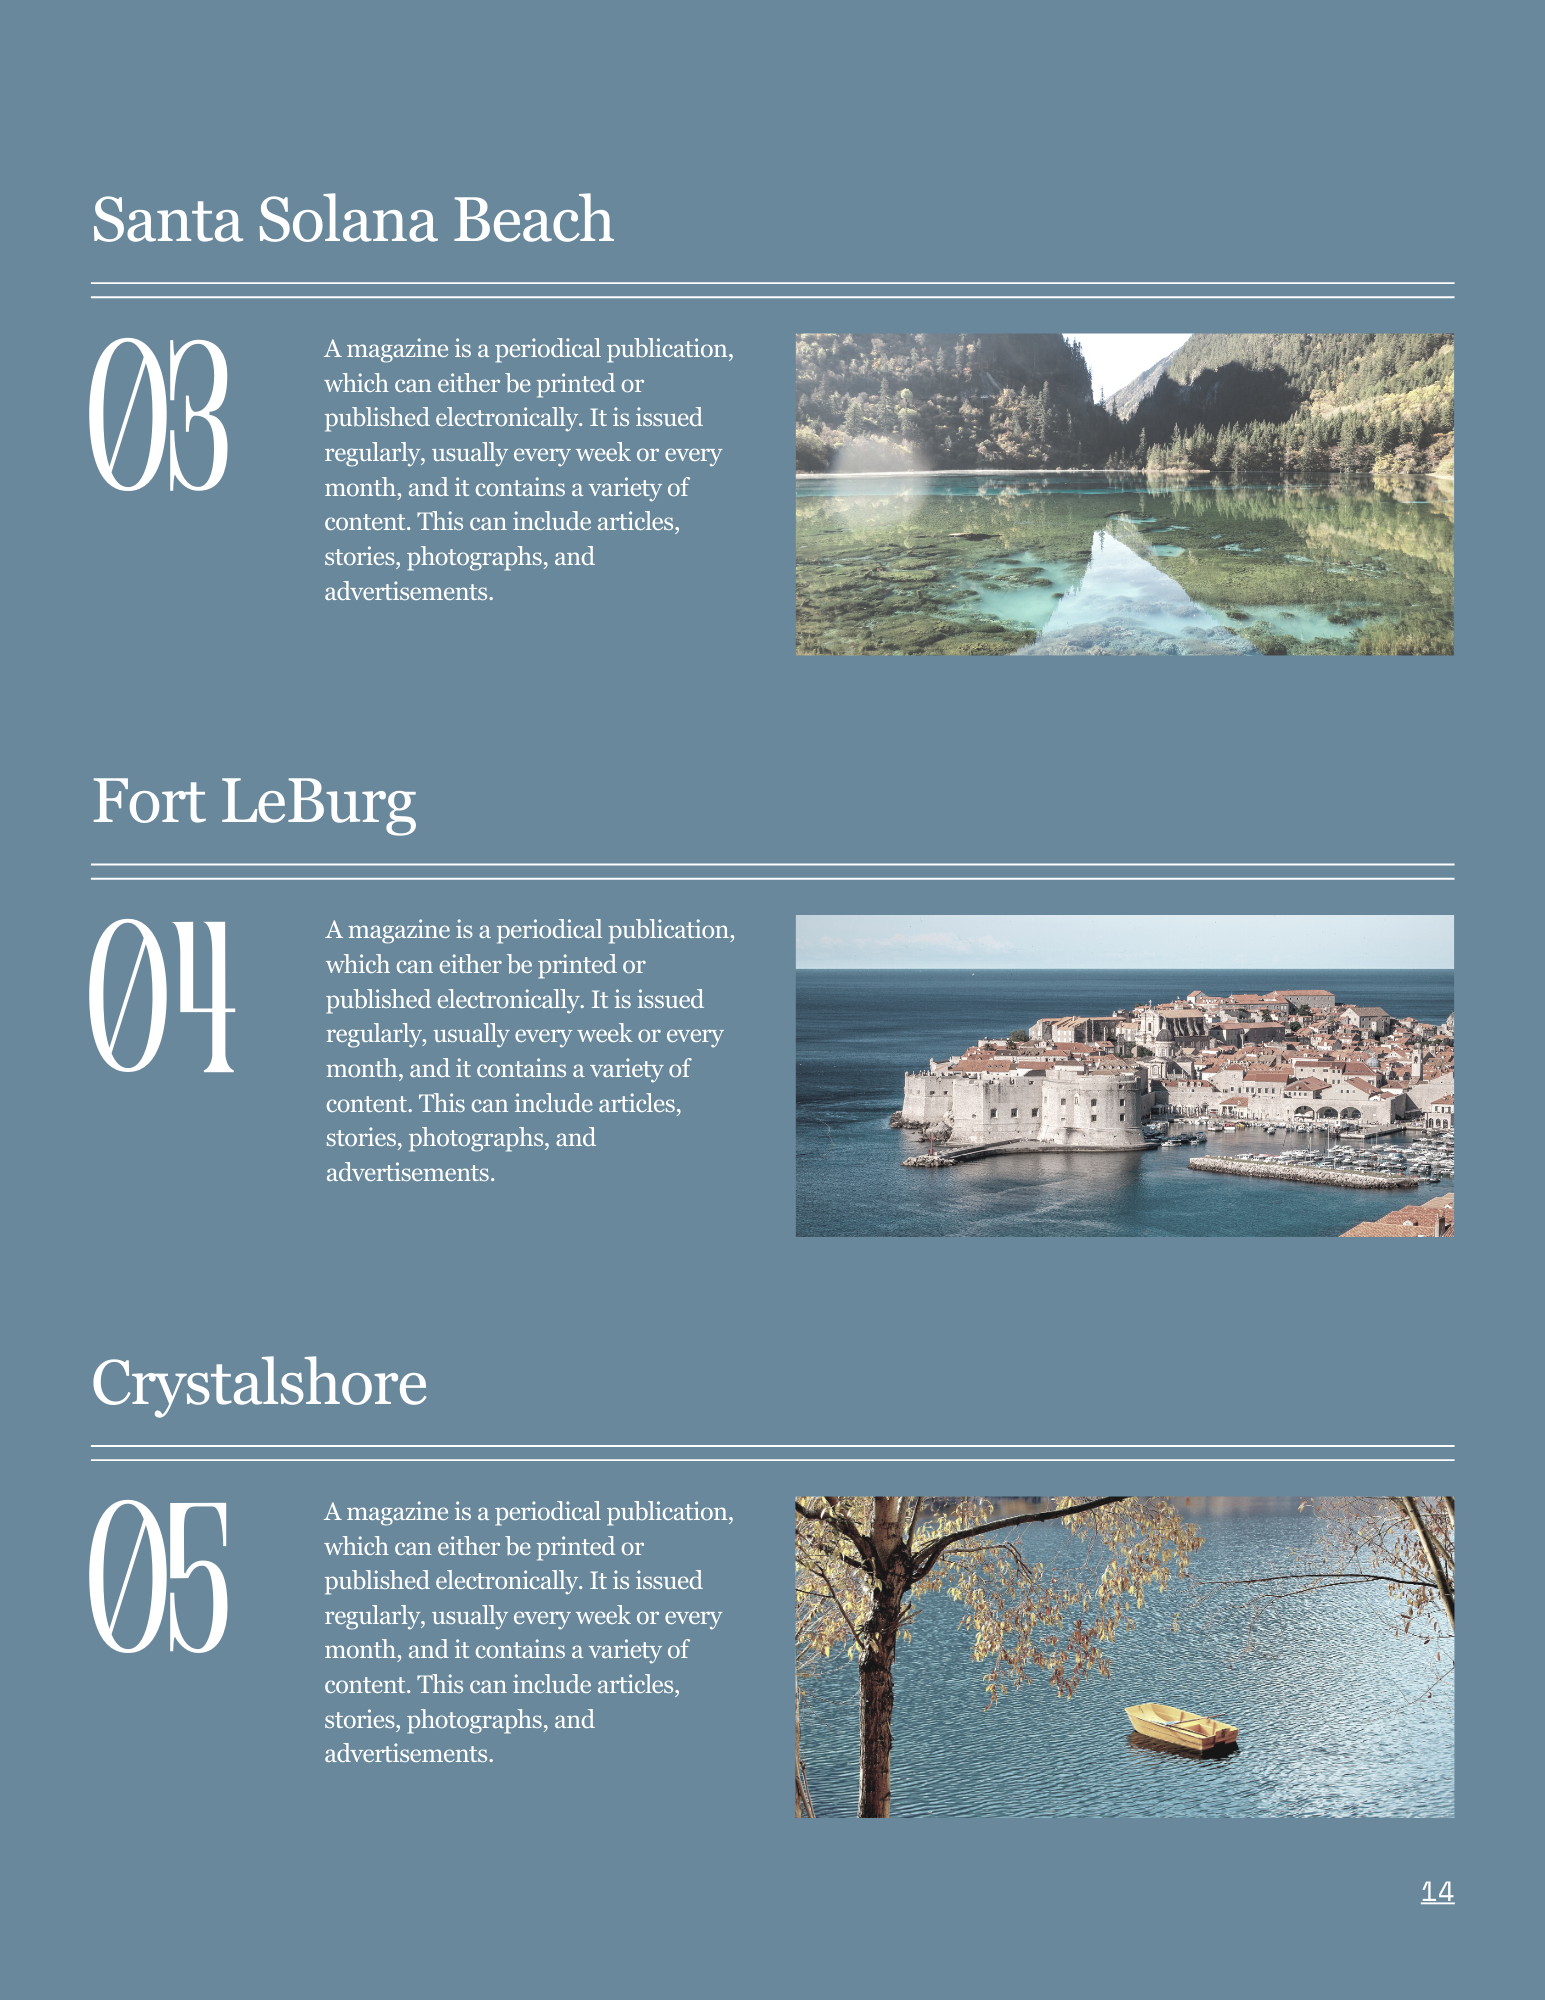 Santa Solana Beach
03
A magazine is a periodical publication,
which can either be printed or
published electronically. It is issued
regularly, usually every week or every
month, and it contains a variety of
content. This can include articles,
stories, photographs, and
advertisements.
Fort LeBurg
04
A magazine is a periodical publication,
which can either be printed or
published electronically. It is issued
regularly, usually every week or every
month, and it contains a variety of
content. This can include articles,
stories, photographs, and
advertisements.
Crystalshore
05
A magazine is a periodical publication,
which can either be printed or
published electronically. It is issued
regularly, usually every week or every
month, and it contains a variety of
content. This can include articles,
stories, photographs, and
advertisements.
14